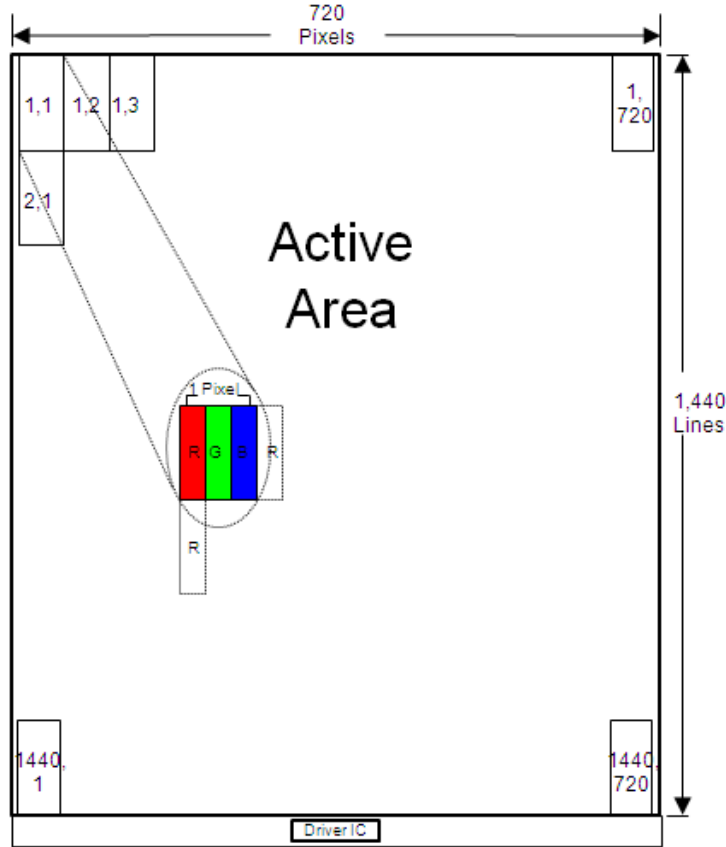 720
Pixels
1,1
1,2
1,3
1,
720
2,1
Active
Area
1 Pixel
R
G
B
R
1,440
Lines
R
1440,
1
1440,
720
Driver IC